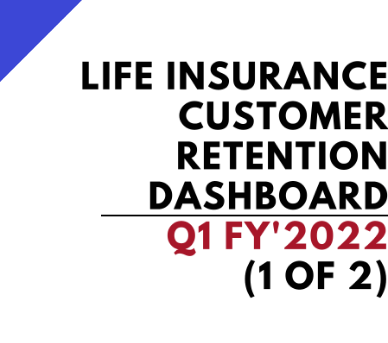 LIFE INSURANCE
CUSTOMER
RETENTION
DASHBOARD
Q1 FY'2022
(1 OF 2)